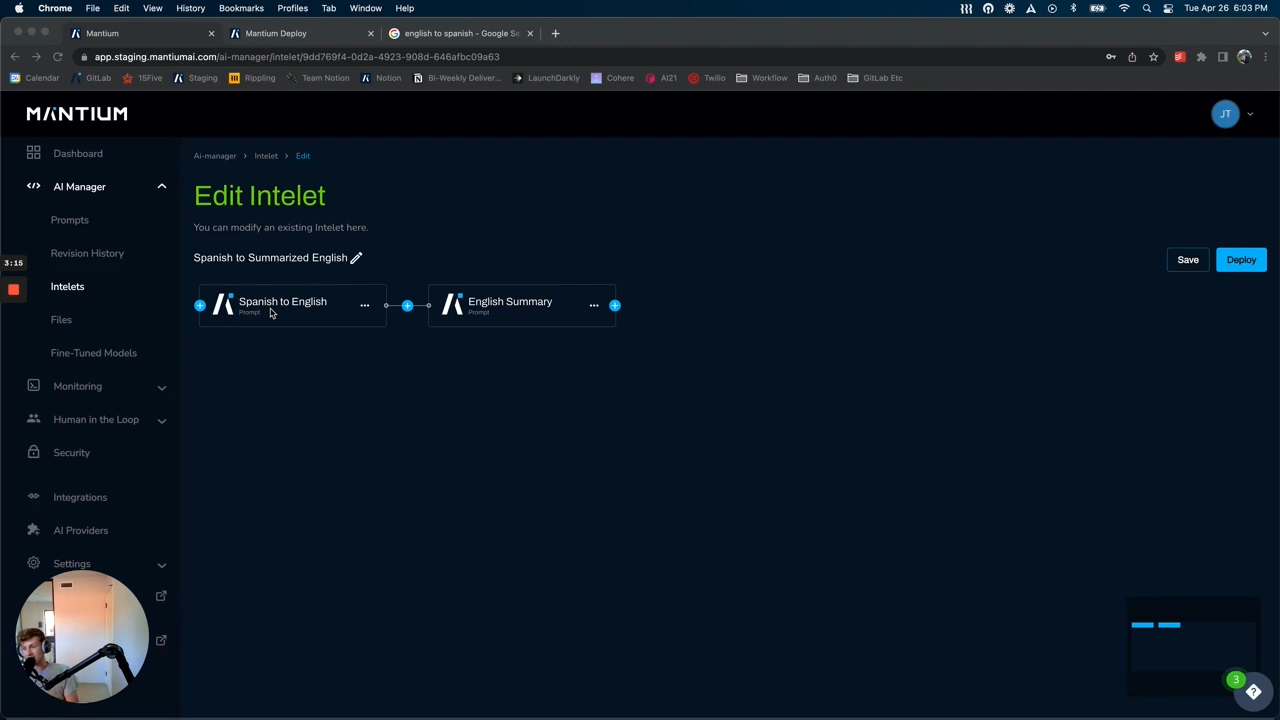 Chrome File Edit View History Bookmarks Profiles Tab Window Help
Tue Apr 26 6:03 PM
Mantium
Mantium Deploy
english to spanish - Google Se
app.staging.mantiumai.com/ai-manager/intelet/9dd769f4-0d2a-4923-908d-646afbc09a63
Calendar GitLab 15Five Staging Rippling Team Notion Notion Bi-Weekly Deliver... LaunchDarkly Cohere AI21 Twilio Workflow Auth0 GitLab Etc
MANTIUM
JT
Dashboard
AI Manager
Prompts
Revision History
3:15
Intelets
Files
Fine-Tuned Models
Monitoring
Human in the Loop
Security
Integrations
AI Providers
Settings
Ai-manager > Intelet > Edit
Edit Intelet
You can modify an existing Intelet here.
Spanish to Summarized English
Save
Deploy
Spanish to English
Prompt
English Summary
Prompt
3
?